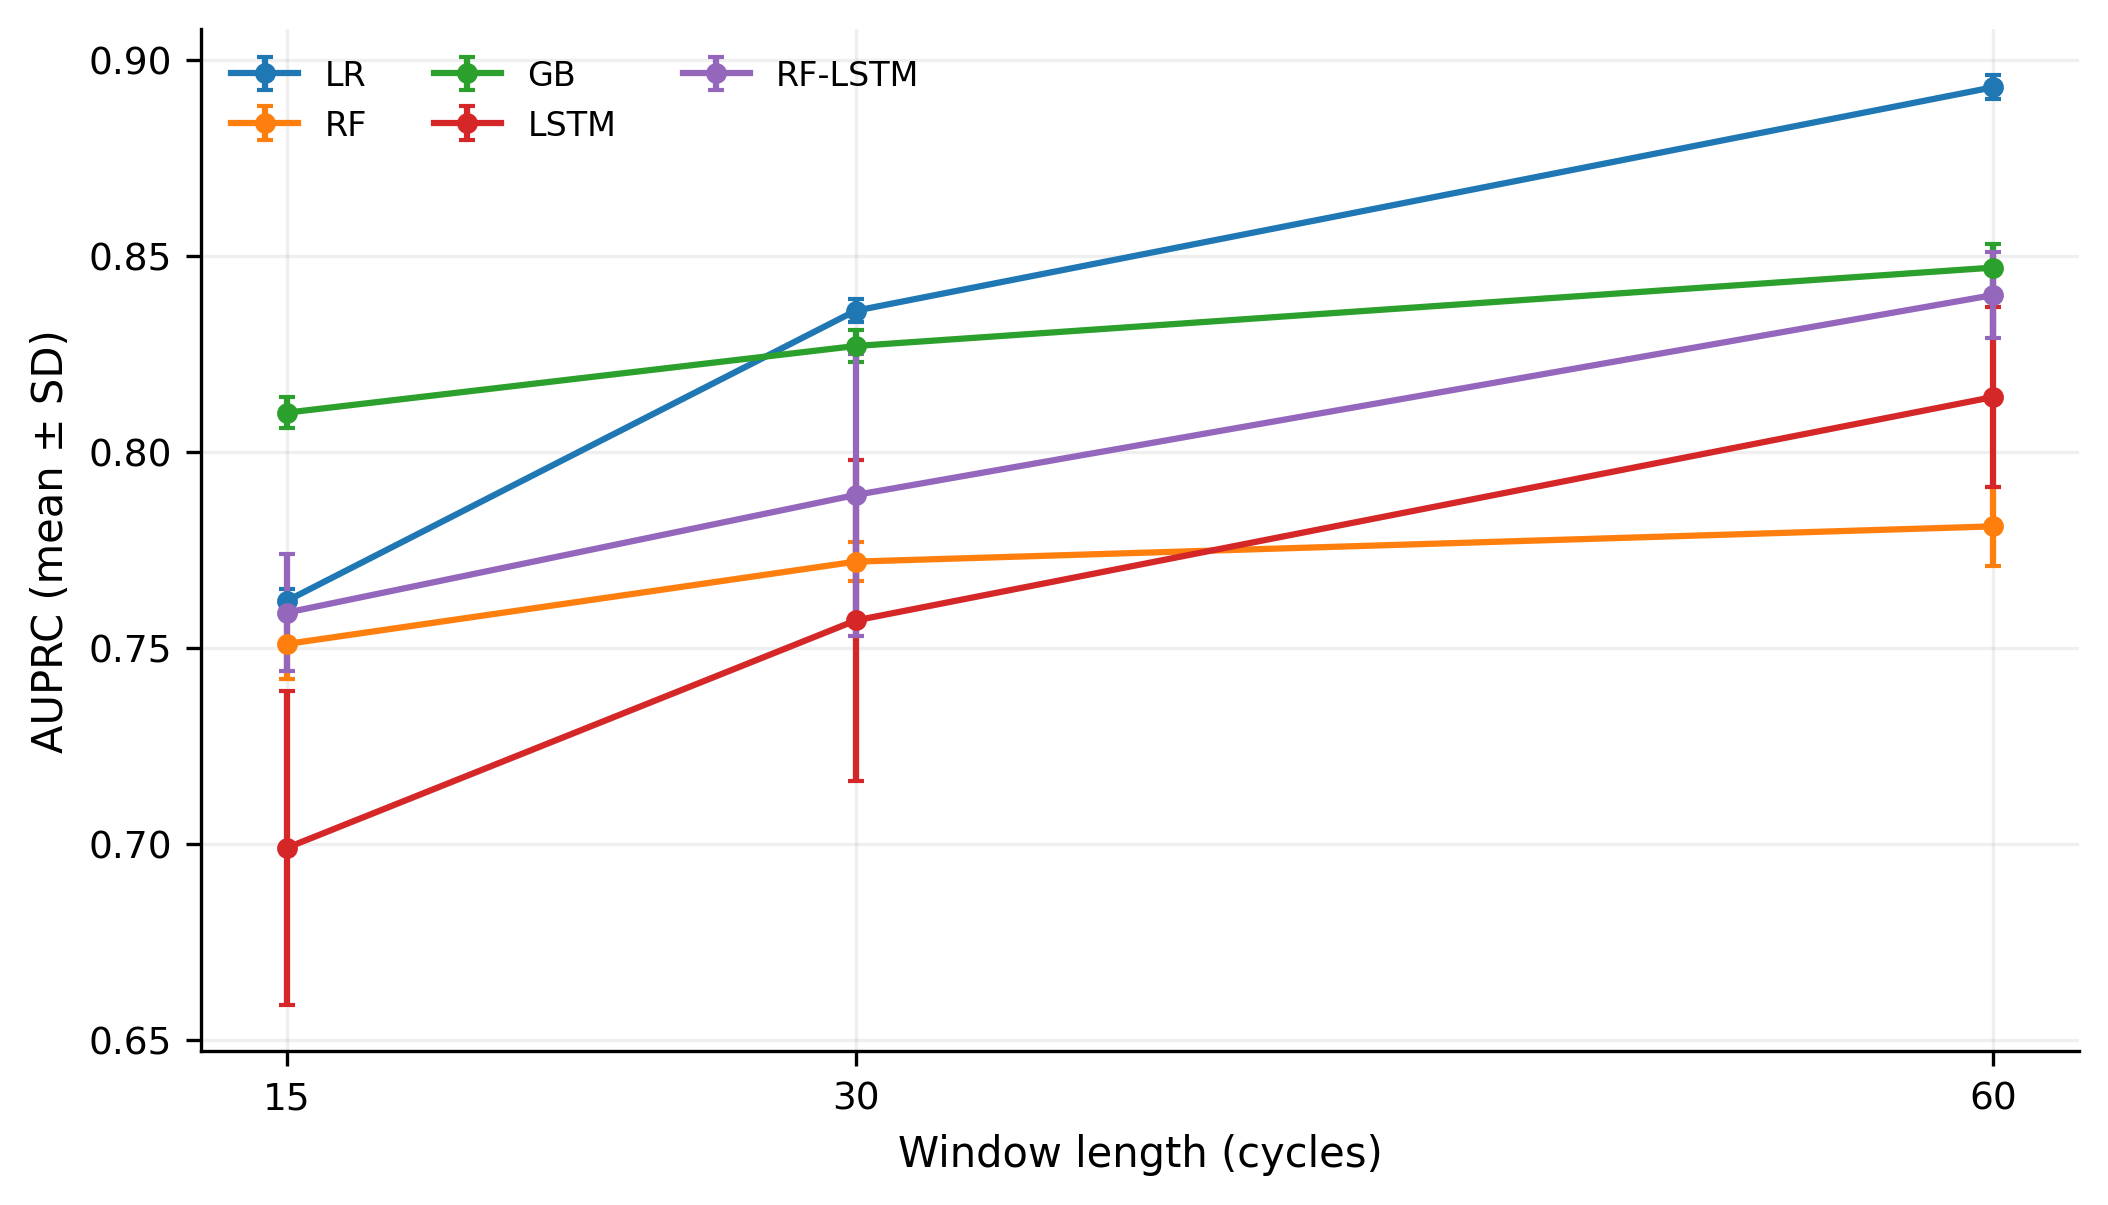 0.90
0.85
0.80
0.75
0.70
0.65
AUPRC (mean ± SD)
LR
RF
GB
LSTM
RF-LSTM
15
30
60
Window length (cycles)